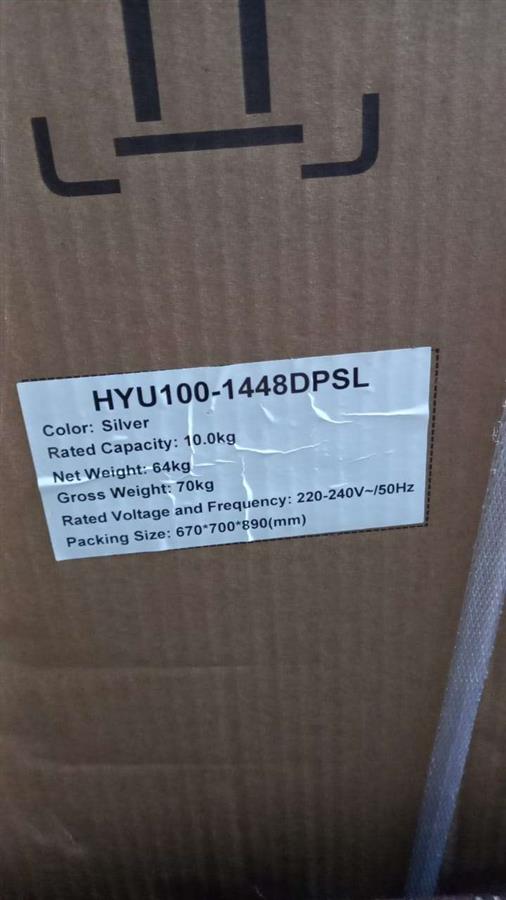 HYU100-1448DPSL
Color: Silver
Rated Capacity: 10.0kg
Net Weight: 64kg
Gross Weight: 70kg
Rated Voltage and Frequency: 220-240V~/50Hz
Packing Size: 670*700*890(mm)